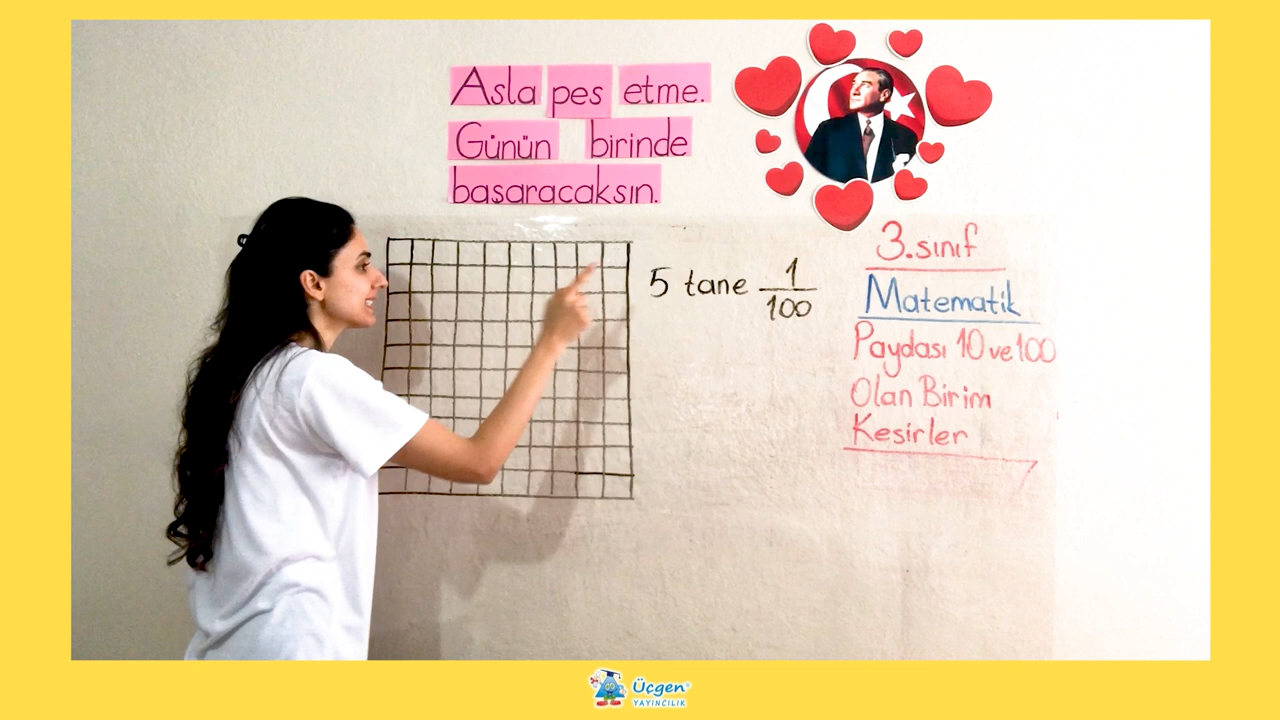 Asla pes etme.
Günün birinde
başaracaksın.
5 tane 1/100
3.sınıf
Matematik
Paydası 10 ve 100
Olan Birim
Kesirler
Üçgen
YAYINCILIK